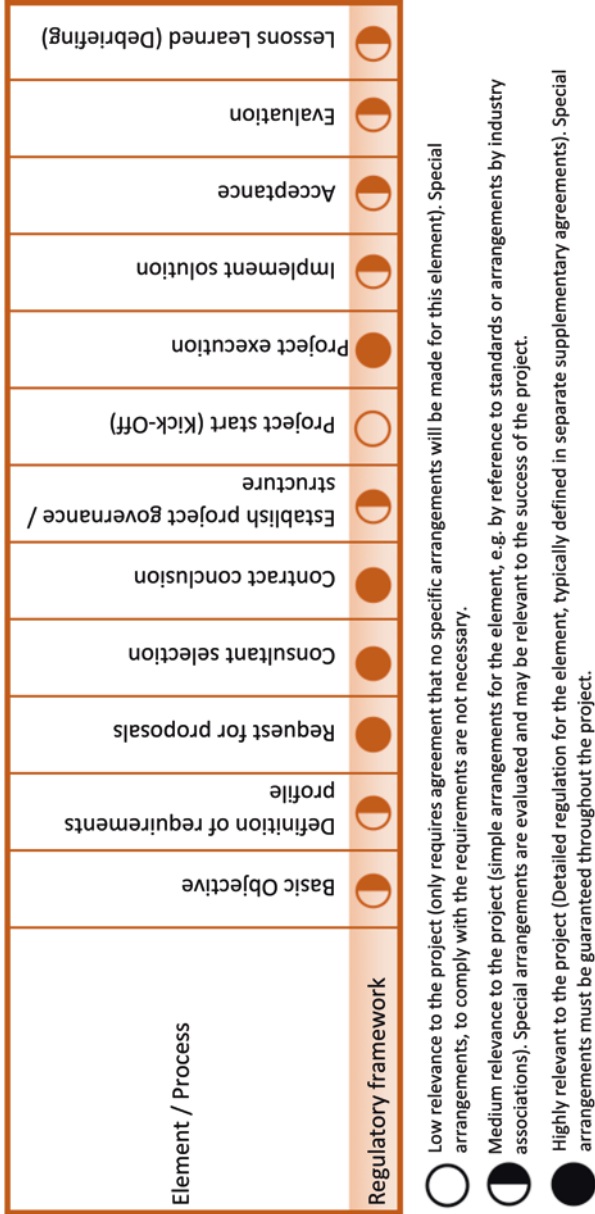 Element / Process
Basic Objective
Definition of requirements
profile
Request for proposals
Consultant selection
Contract conclusion
Establish project governance /
structure
Project start (Kick-Off)
Project execution
Implement solution
Acceptance
Evaluation
Lessons Learned (Debriefing)
Regulatory framework
Low relevance to the project (only requires agreement that no specific arrangements will be made for this element). Special
arrangements, to comply with the requirements are not necessary.
Medium relevance to the project (simple arrangements for the element, e.g. by reference to standards or arrangements by industry
associations). Special arrangements are evaluated and may be relevant to the success of the project.
Highly relevant to the project (Detailed regulation for the element, typically defined in separate supplementary agreements). Special
arrangements must be guaranteed throughout the project.